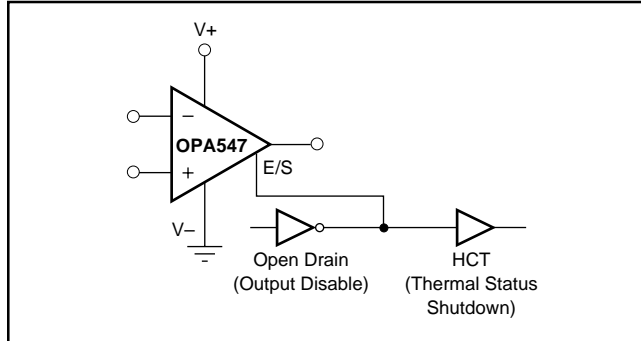 V+
−
OPA547
+
E/S
V–
Open Drain
(Output Disable)
HCT
(Thermal Status
Shutdown)